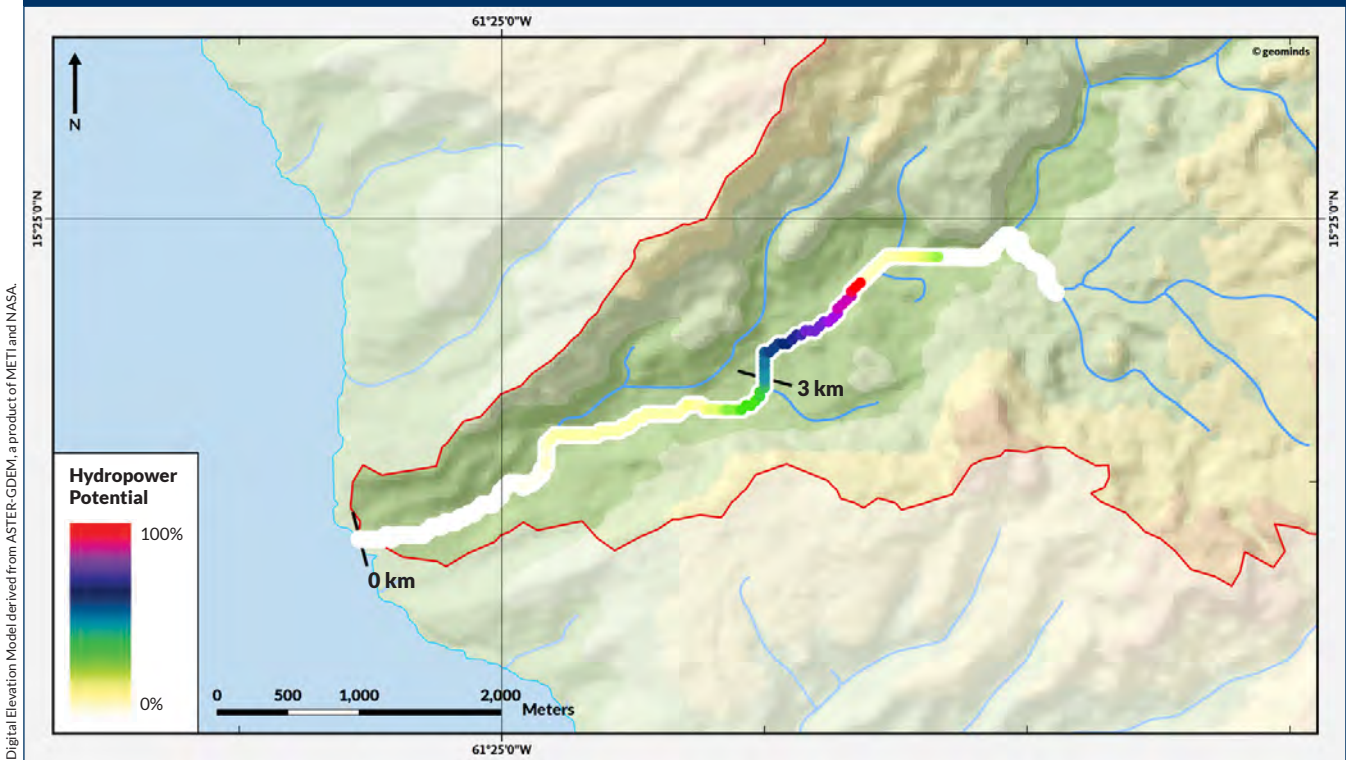 61°25'0"W
© geominds
N
15°25'0"N
15°25'0"N
3 km
0 km
Hydropower
Potential
100%
0%
0 500 1,000 2,000
Meters
61°25'0"W
Digital Elevation Model derived from ASTER-GDEM, a product of METI and NASA.